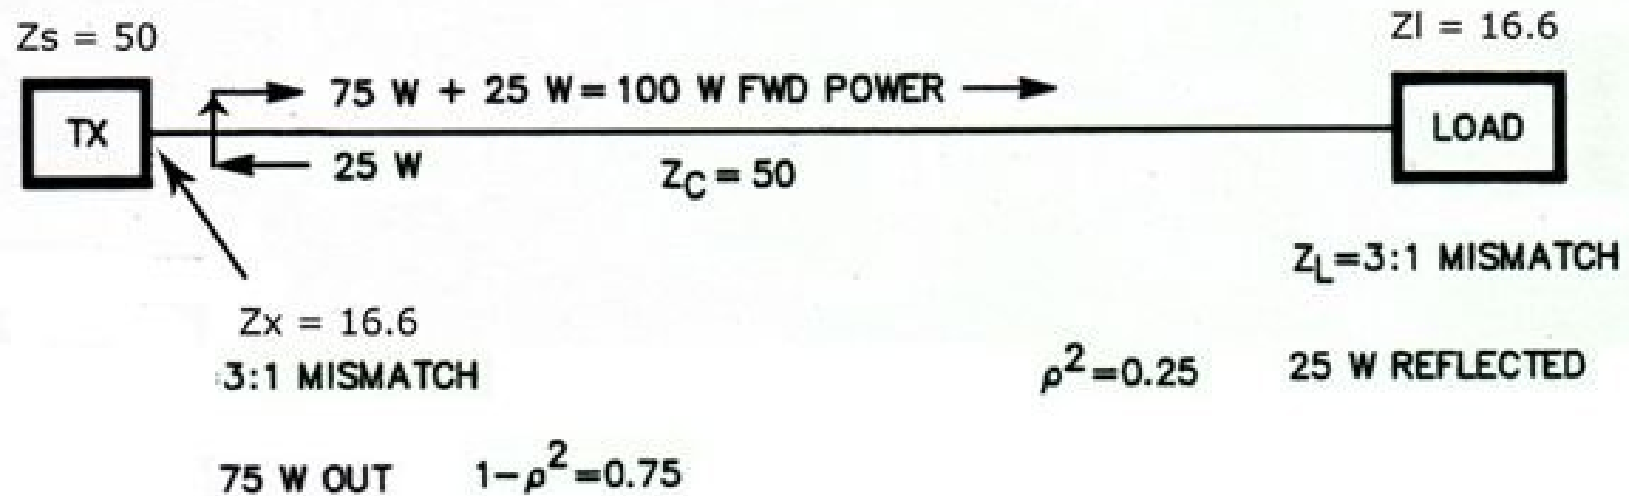 Zs = 50
Zl = 16.6
TX
75 W + 25 W = 100 W FWD POWER
LOAD
25 W
ZC = 50
ZL = 3:1 MISMATCH
Zx = 16.6
3:1 MISMATCH
ρ² = 0.25
25 W REFLECTED
75 W OUT
1-ρ² = 0.75